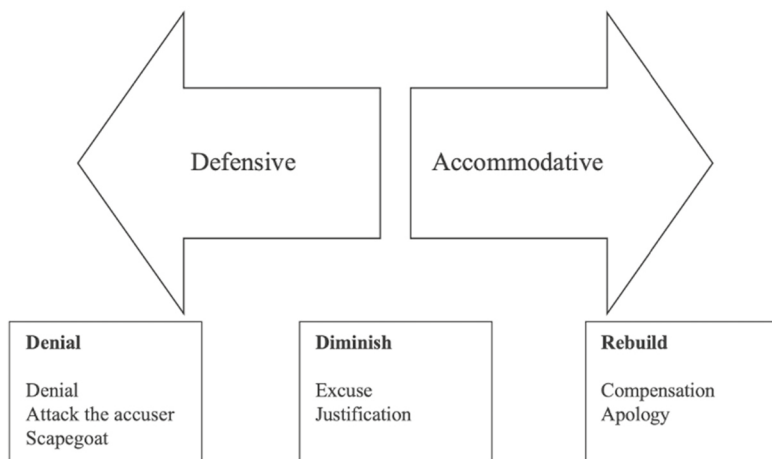 Defensive
Accommodative
Denial
Denial
Attack the accuser
Scapegoat
Diminish
Excuse
Justification
Rebuild
Compensation
Apology